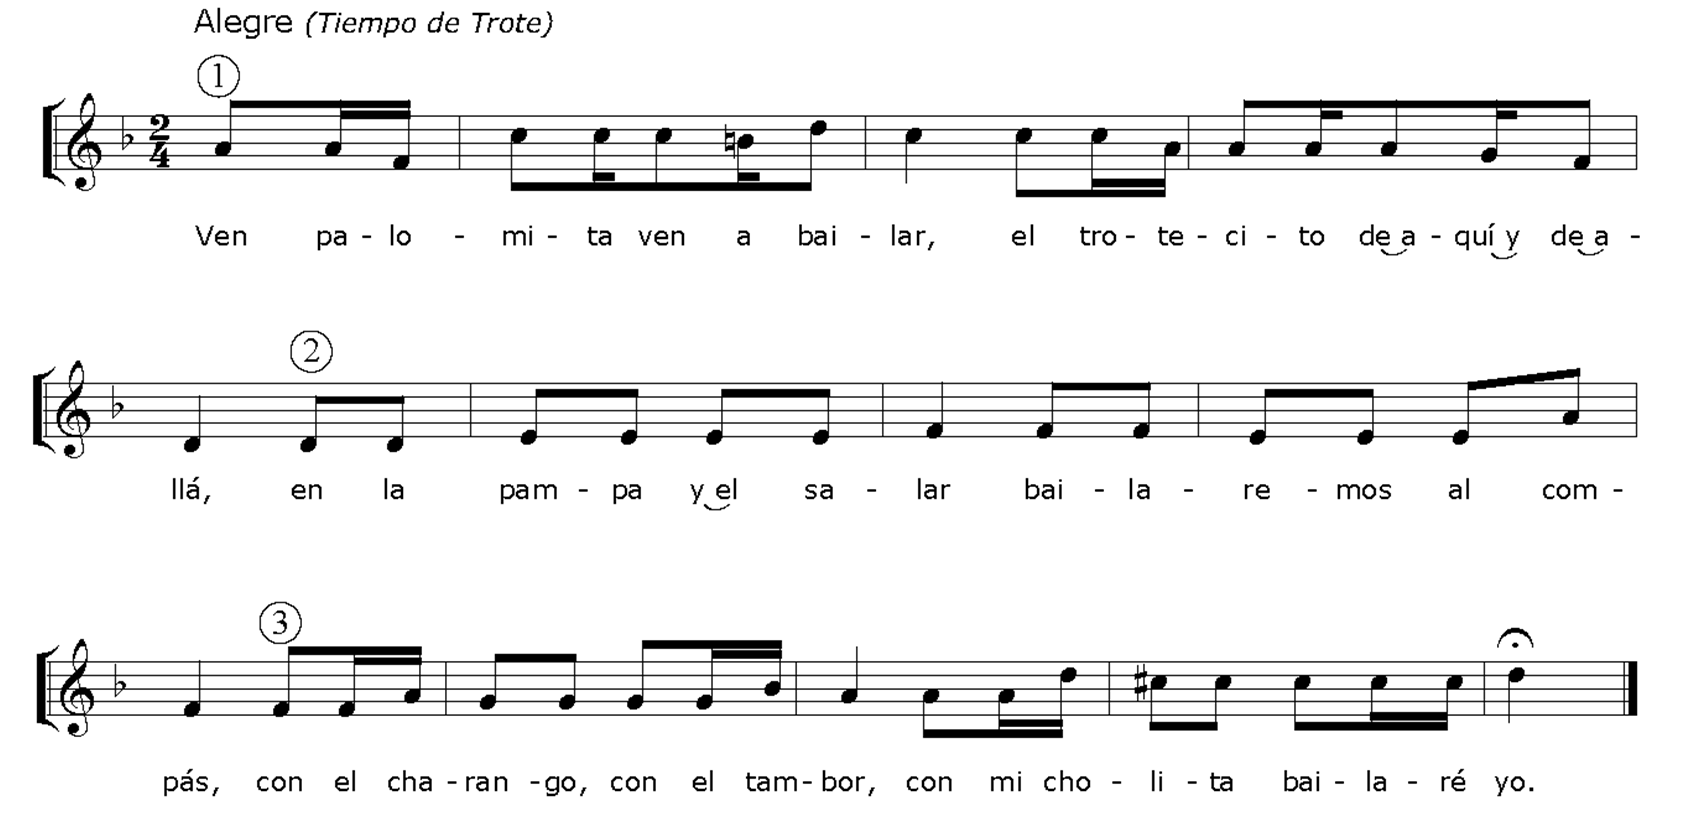 Alegre (Tiempo de Trote)
1
2
4
Ven pa - lo - mi - ta ven a bai - lar, el tro - te - ci - to de a - quí y de a -
2
llá, en la pam - pa y el sa - lar bai - la - re - mos al com -
3
pás, con el cha - ran - go, con el tam - bor, con mi cho - li - ta bai - la - ré yo.